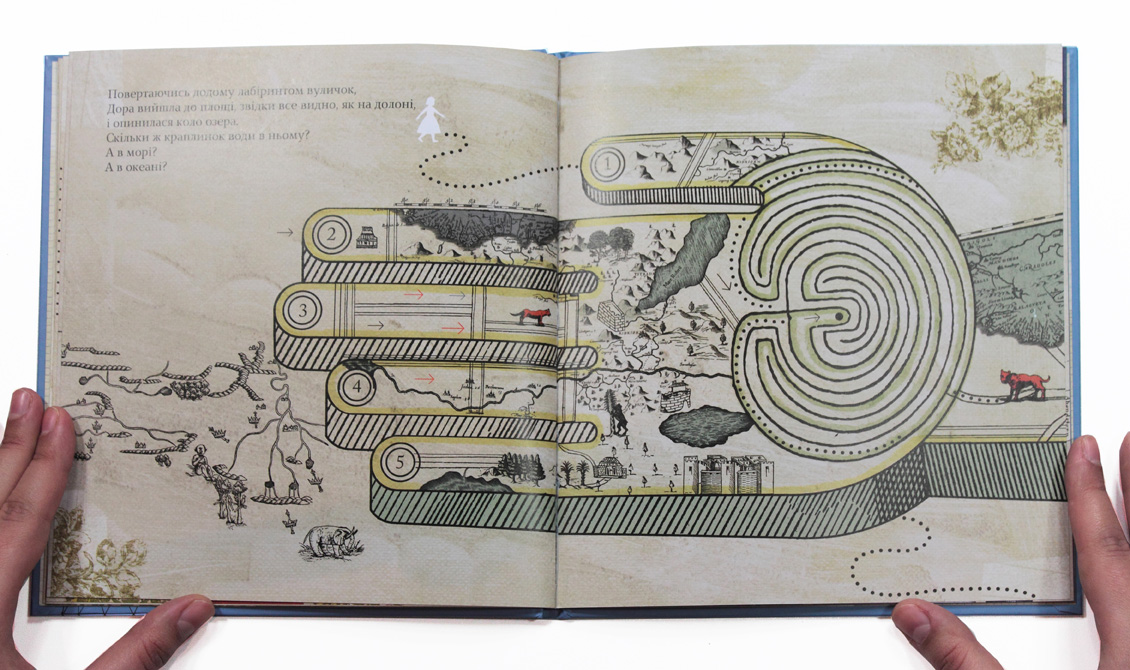 Повертаючись додому лабіринтом вуличок,
Дора вийшла до площі, звідки все видно, як на долоні,
і опинилася коло озера.
Скільки ж краплинок води в ньому?
А в морі?
А в океані?
1
2
3
4
5